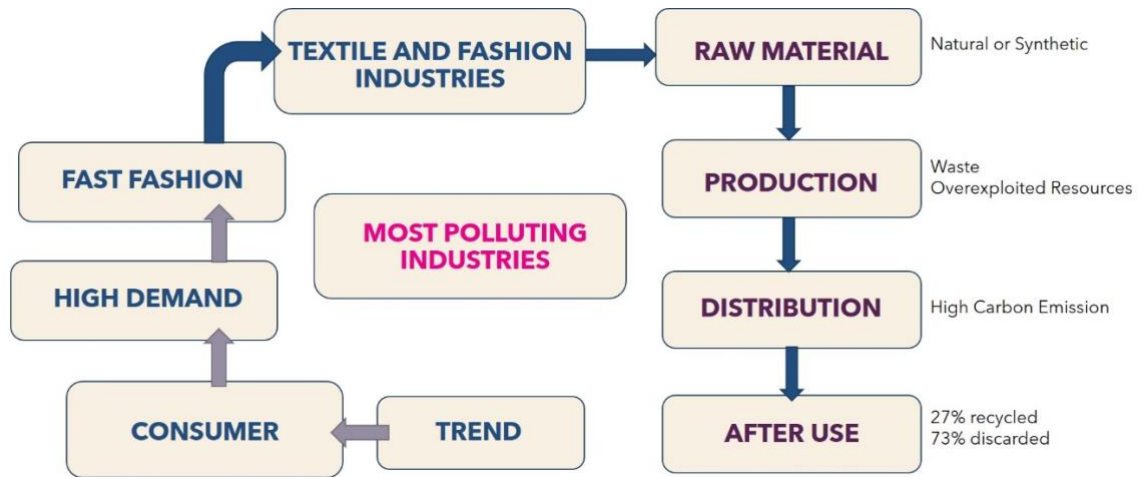 TEXTILE AND FASHION
INDUSTRIES
RAW MATERIAL
Natural or Synthetic
FAST FASHION
PRODUCTION
Waste
Overexploited Resources
MOST POLLUTING
INDUSTRIES
HIGH DEMAND
DISTRIBUTION
High Carbon Emission
CONSUMER
TREND
AFTER USE
27% recycled
73% discarded